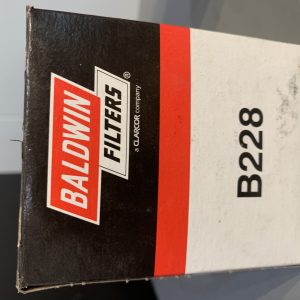 BALDWIN
FILTERS®
a CLARCOR company
B228